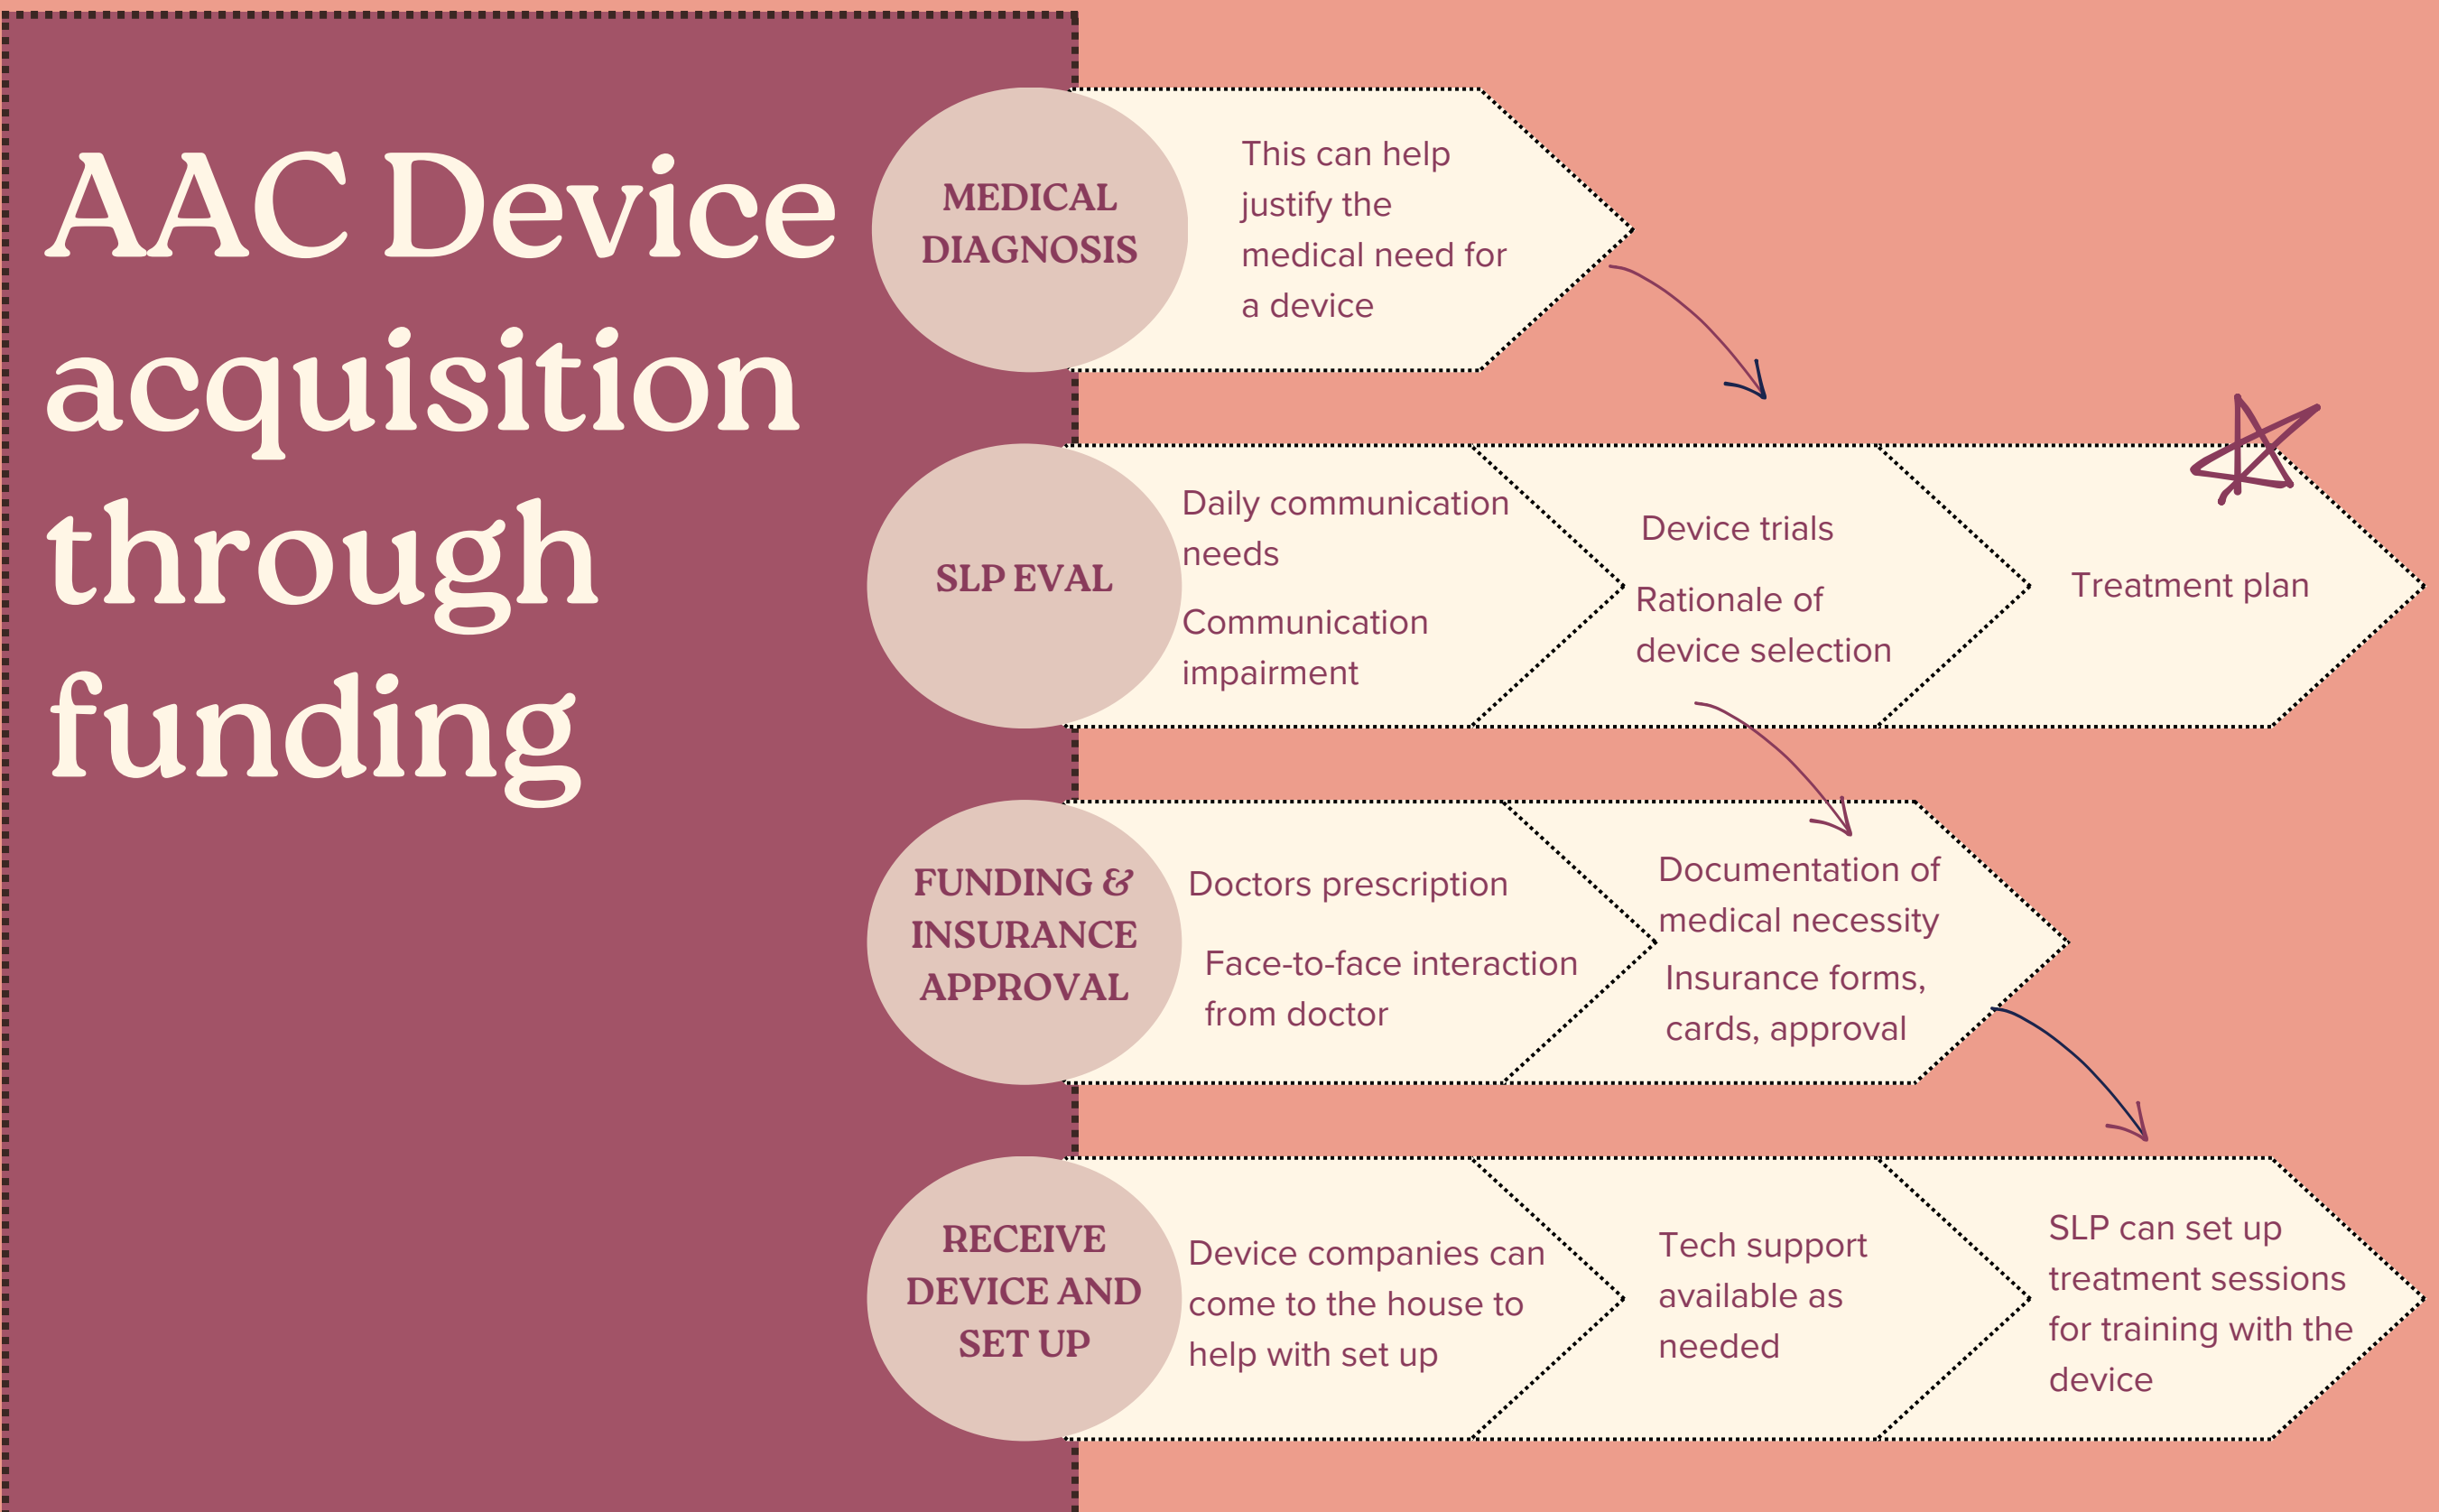 AAC Device
acquisition
through
funding
MEDICAL
DIAGNOSIS
This can help
justify the
medical need for
a device
SLP EVAL
Daily communication
needs
Communication
impairment
Device trials
Rationale of
device selection
Treatment plan
FUNDING &
INSURANCE
APPROVAL
Doctors prescription
Face-to-face interaction
from doctor
Documentation of
medical necessity
Insurance forms,
cards, approval
RECEIVE
DEVICE AND
SET UP
Device companies can
come to the house to
help with set up
Tech support
available as
needed
SLP can set up
treatment sessions
for training with the
device